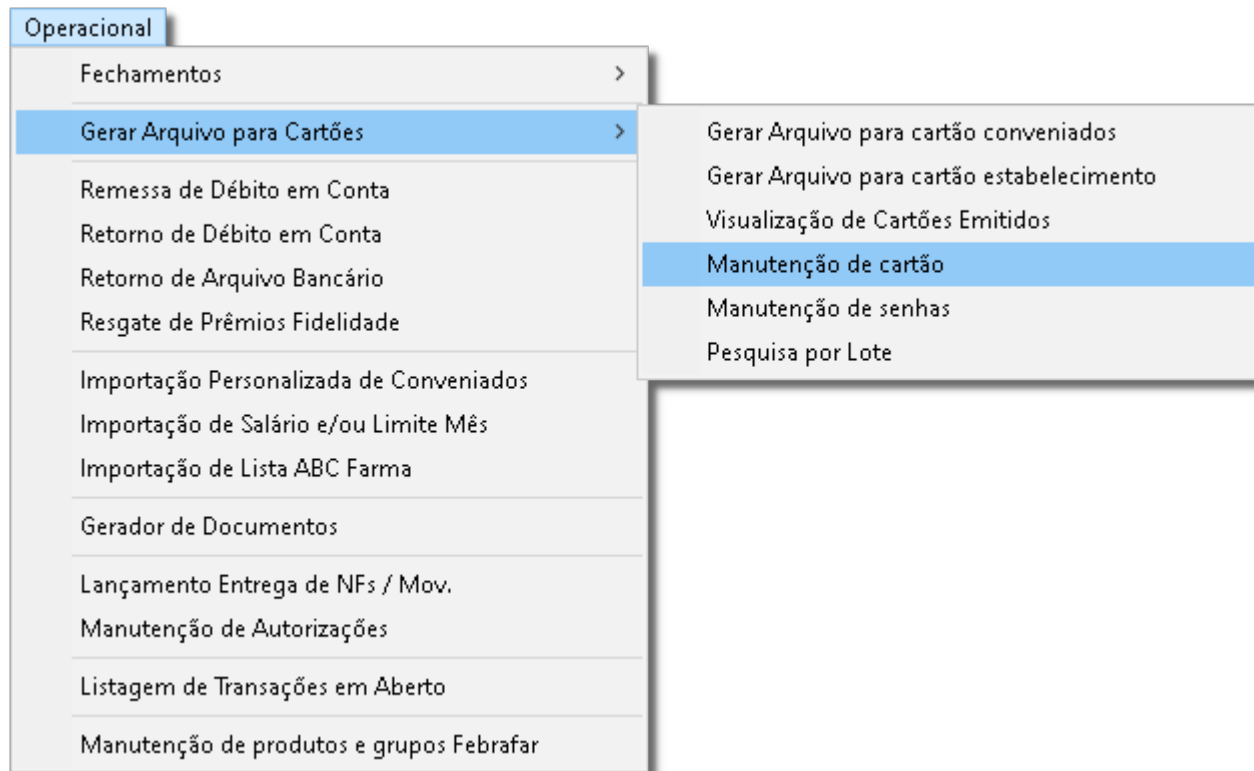 Operacional
Fechamentos
Gerar Arquivo para Cartões
Remessa de Débito em Conta
Retorno de Débito em Conta
Retorno de Arquivo Bancário
Resgate de Prêmios Fidelidade
Importação Personalizada de Conveniados
Importação de Salário e/ou Limite Mês
Importação de Lista ABC Farma
Gerador de Documentos
Lançamento Entrega de NFs / Mov.
Manutenção de Autorizações
Listagem de Transações em Aberto
Manutenção de produtos e grupos Febrafar
Gerar Arquivo para cartão conveniados
Gerar Arquivo para cartão estabelecimento
Visualização de Cartões Emitidos
Manutenção de cartão
Manutenção de senhas
Pesquisa por Lote